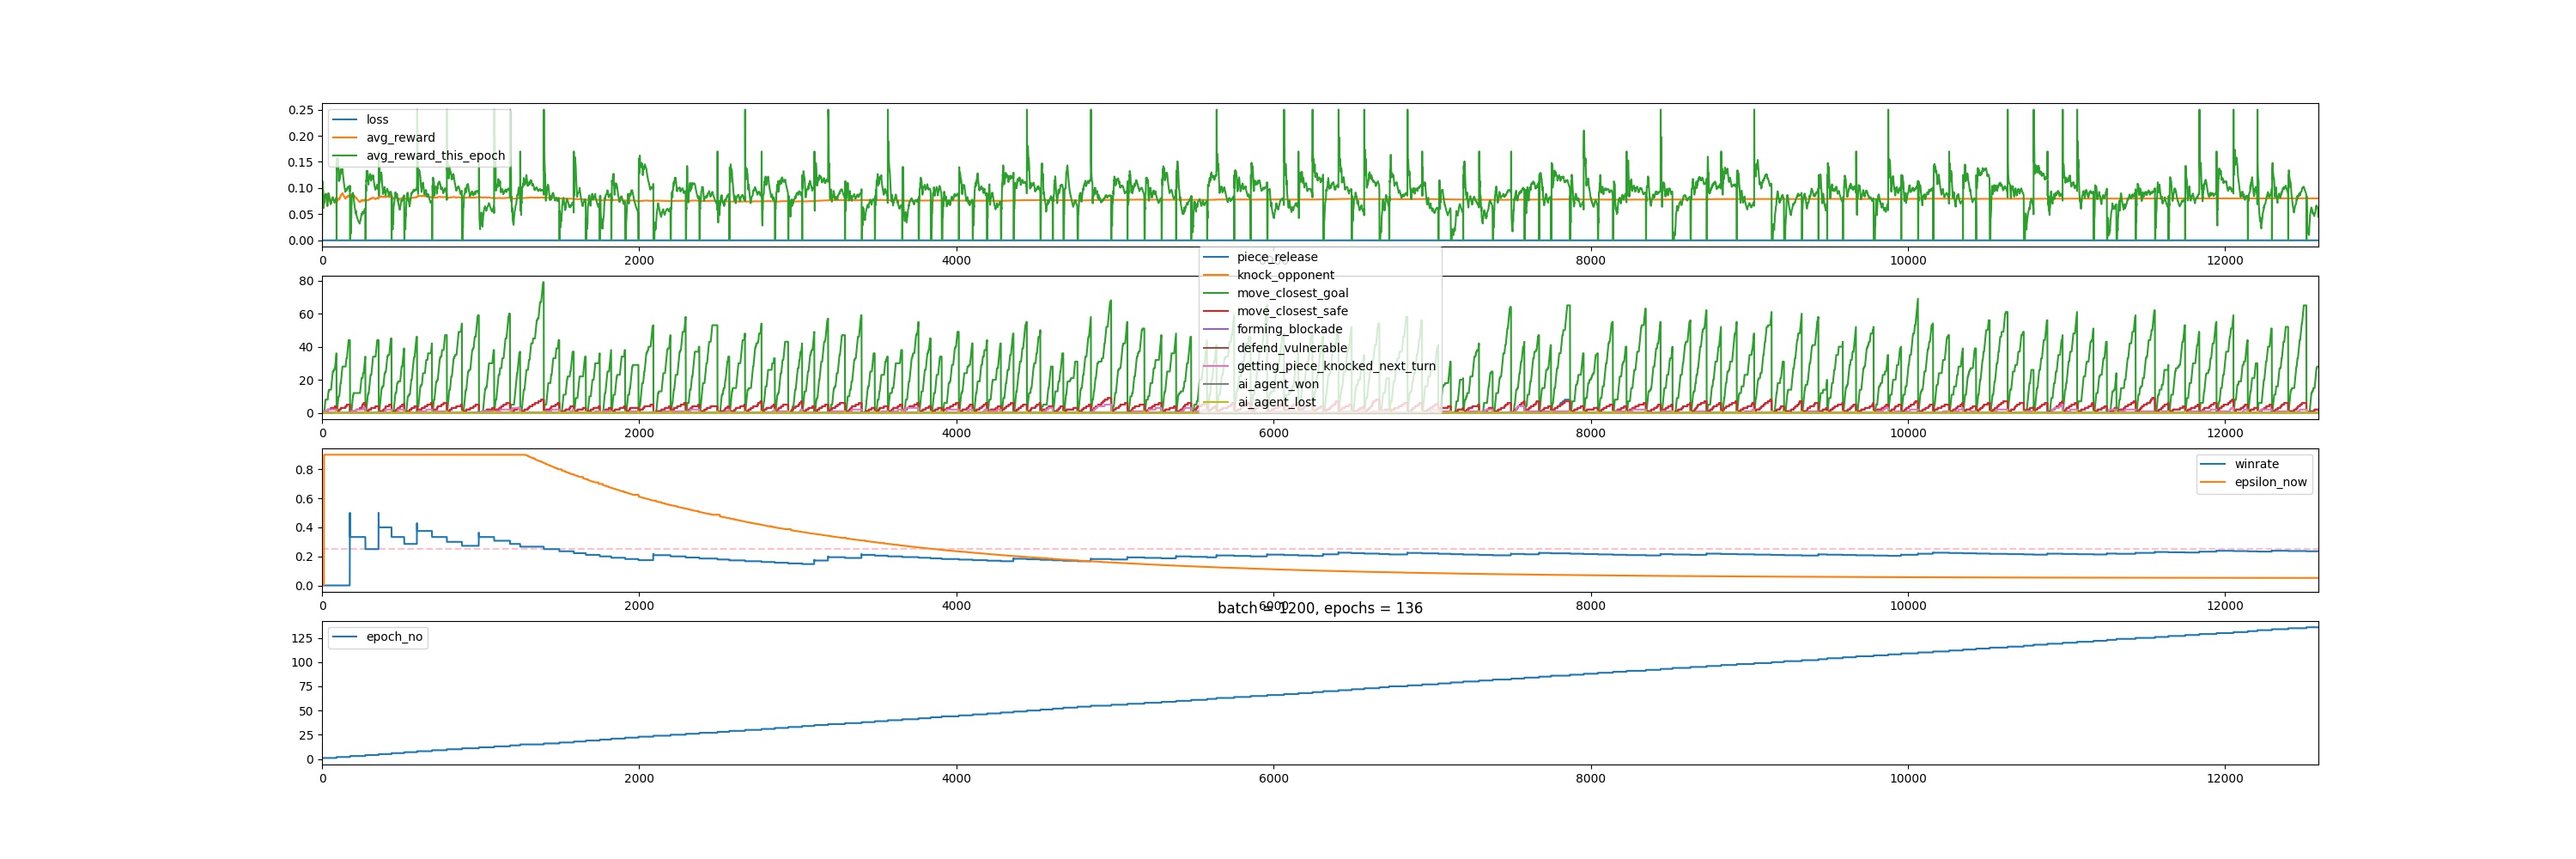 0.25
0.20
0.15
0.10
0.05
0.00
loss
avg_reward
avg_reward_this_epoch
0 2000 4000 6000 8000 10000 12000
piece_release
knock_opponent
move_closest_goal
move_closest_safe
forming_blockade
defend_vulnerable
getting_piece_knocked_next_turn
ai_agent_won
ai_agent_lost
80
60
40
20
0
0 2000 4000 6000 8000 10000 12000
0.8
0.6
0.4
0.2
0.0
winrate
epsilon_now
0 2000 4000 6000 8000 10000 12000
batch = 1200, epochs = 136
125
100
75
50
25
0
epoch_no
0 2000 4000 6000 8000 10000 12000